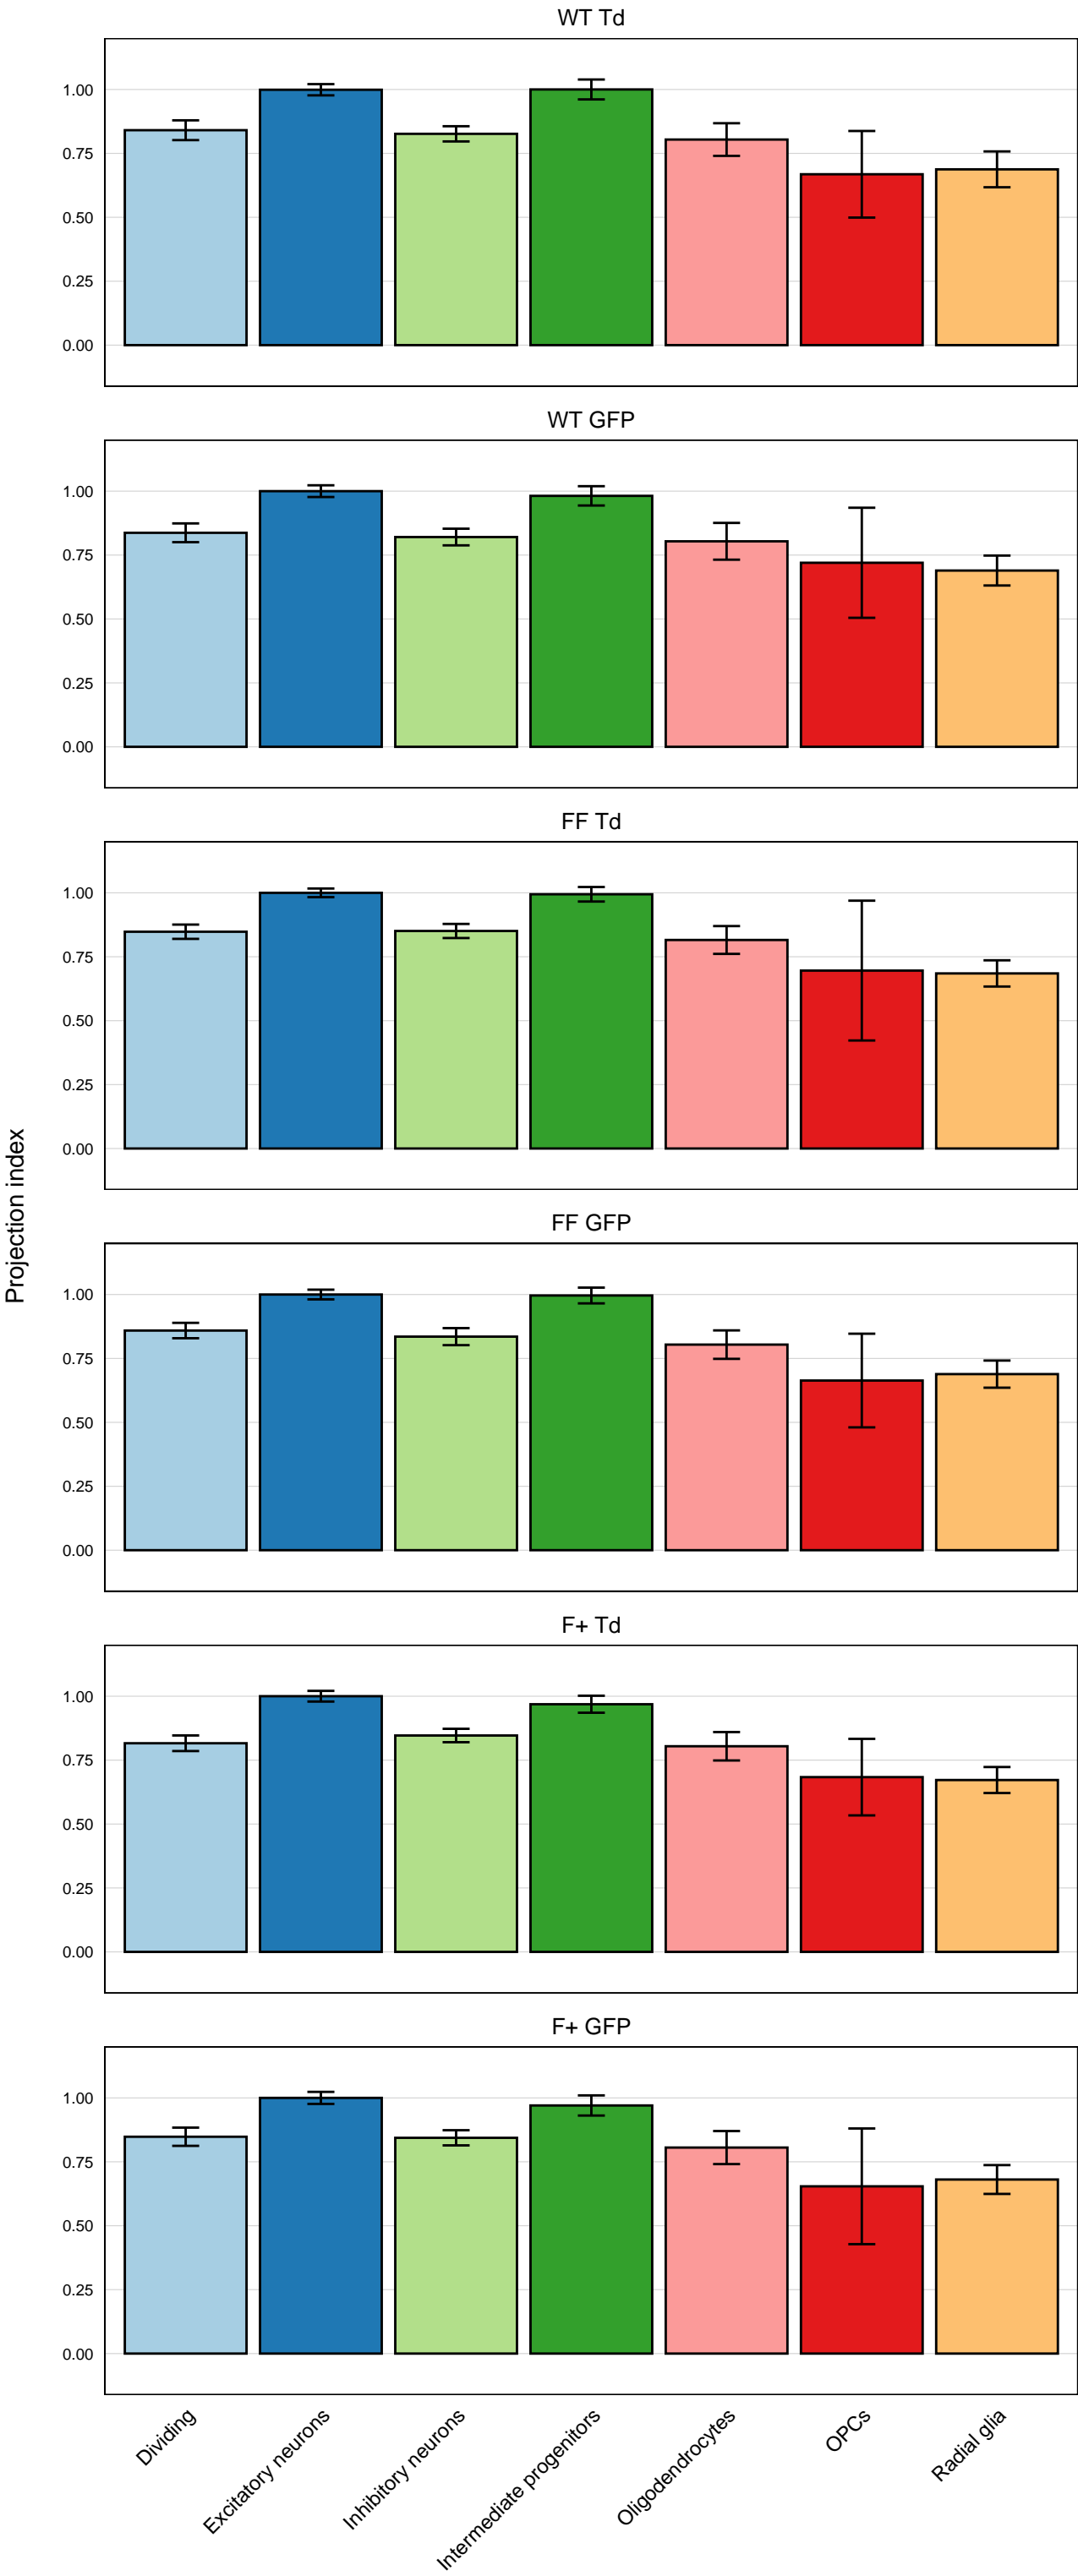 WT Td
1.00
0.75
0.50
0.25
0.00
WT GFP
1.00
0.75
0.50
0.25
0.00
FF Td
1.00
0.75
0.50
0.25
0.00
Projection index
FF GFP
1.00
0.75
0.50
0.25
0.00
F+ Td
1.00
0.75
0.50
0.25
0.00
F+ GFP
1.00
0.75
0.50
0.25
0.00
Dividing
Excitatory neurons
Inhibitory neurons
Intermediate progenitors
Oligodendrocytes
OPCs
Radial glia